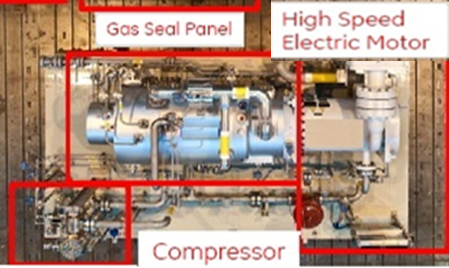 Gas Seal Panel
High Speed
Electric Motor
Compressor